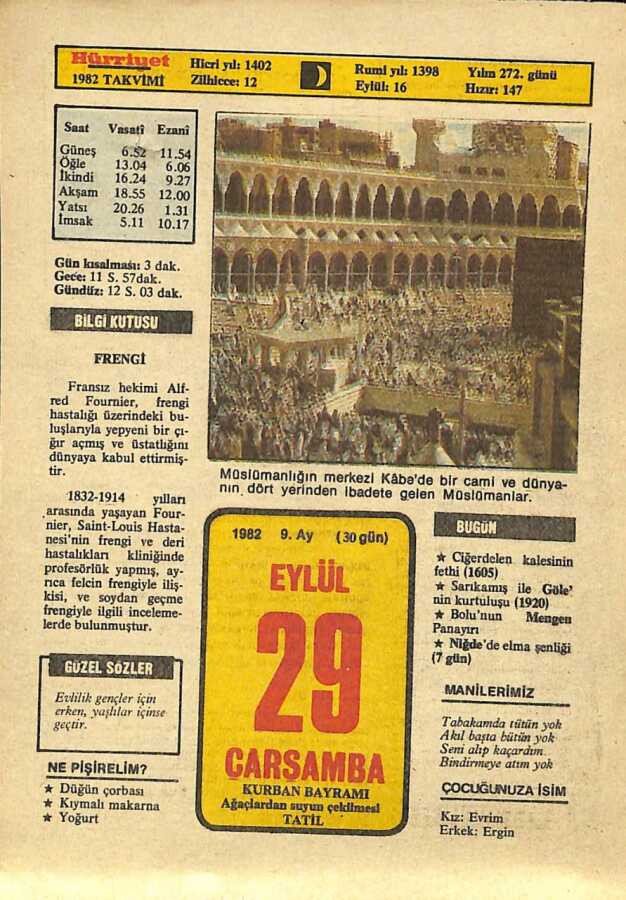 Hürriyet
1982 TAKVİMİ
Hicri yıl: 1402
Zilhicce: 12
Rumi yıl: 1398
Eylül: 16
Yılın 272. günü
Hızır: 147
Saat Vasatî Ezanî
Güneş 6.52 11.54
Öğle 13.04 6.06
İkindi 16.24 9.27
Akşam 18.55 12.00
Yatsı 20.26 1.31
İmsak 5.11 10.17
Gün kısalması: 3 dak.
Gece: 11 S. 57dak.
Gündüz: 12 S. 03 dak.
BİLGİ KUTUSU
FRENGİ
Fransız hekimi Alf-
red Fournier, frengi
hastalığı üzerindeki bu-
luşlarıyla yepyeni bir çı-
ğır açmış ve üstatlığını
dünyaya kabul ettirmiş-
tir.
1832-1914 yılları
arasında yaşayan Four-
nier, Saint-Louis Hasta-
nesi'nin frengi ve deri
hastalıkları kliniğinde
profesörlük yapmış, ay-
rıca felcin frengiyle iliş-
kisi, ve soydan geçme
frengiyle ilgili inceleme-
lerde bulunmuştur.
GÜZEL SÖZLER
Evlilik gençler için
erken, yaşlılar içinse
geçtir.
NE PİŞİRELİM?
★ Düğün çorbası
★ Kıymalı makarna
★ Yoğurt
Müslümanlığın merkezi Kâbe'de bir cami ve dünya-
nın dört yerinden ibadete gelen Müslümanlar.
1982 9. Ay (30 gün)
EYLÜL
29
ÇARŞAMBA
KURBAN BAYRAMI
Ağaçlardan suyun çekilmesi
TATİL
BUGÜN
★ Ciğerdelen kalesinin
fethi (1605)
★ Sarıkamış ile Göle'
nin kurtuluşu (1920)
★ Bolu'nun Mengen
Panayırı
★ Niğde'de elma şenliği
(7 gün)
MANİLERİMİZ
Tabakamda tütün yok
Akıl başta bütün yok
Seni alıp kaçardım
Bindirmeye atım yok
ÇOCUĞUNUZA İSİM
Kız: Evrim
Erkek: Ergin